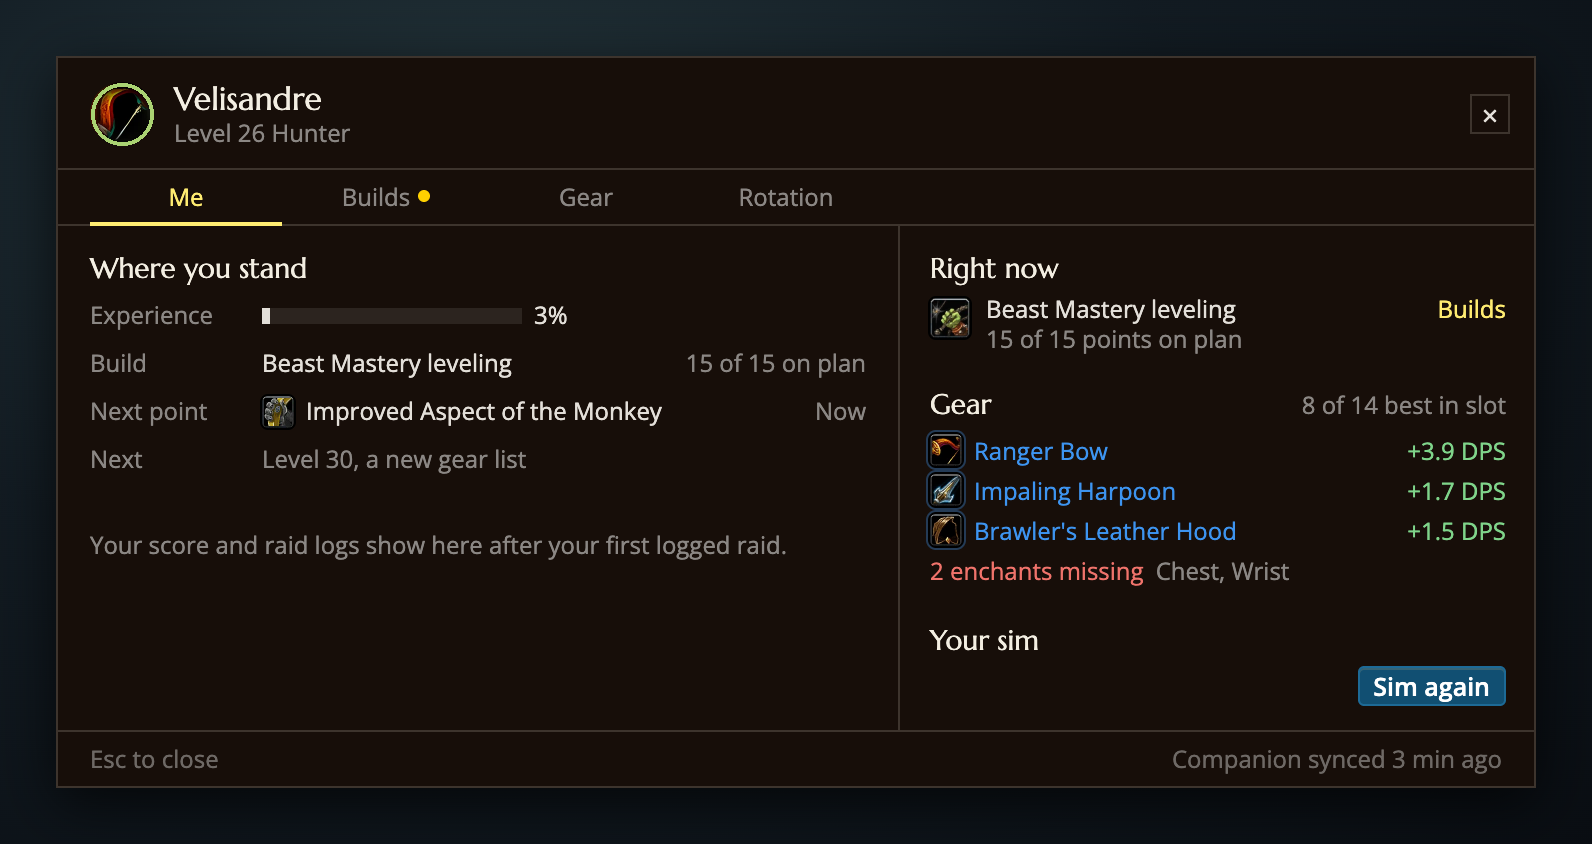 Velisandre
Level 26 Hunter
×
Me
Builds
Gear
Rotation
Where you stand
Experience 3%
Build Beast Mastery leveling 15 of 15 on plan
Next point Improved Aspect of the Monkey Now
Next Level 30, a new gear list
Your score and raid logs show here after your first logged raid.
Right now
Beast Mastery leveling Builds
15 of 15 points on plan
Gear 8 of 14 best in slot
Ranger Bow +3.9 DPS
Impaling Harpoon +1.7 DPS
Brawler's Leather Hood +1.5 DPS
2 enchants missing Chest, Wrist
Your sim
Sim again
Esc to close
Companion synced 3 min ago